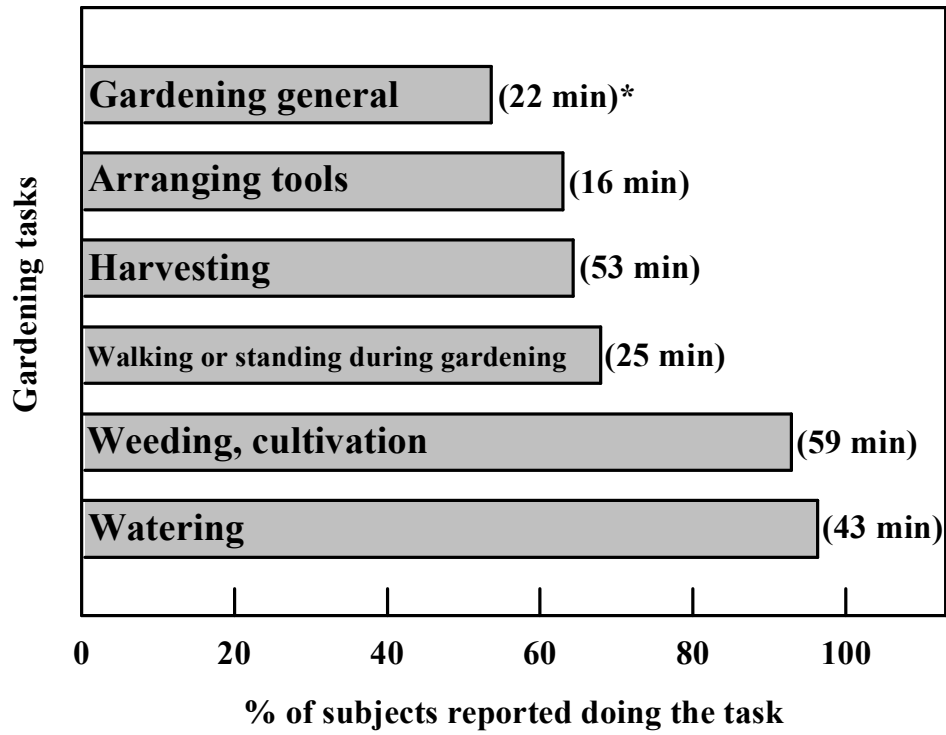 Gardening tasks
Gardening general (22 min)*
Arranging tools (16 min)
Harvesting (53 min)
Walking or standing during gardening (25 min)
Weeding, cultivation (59 min)
Watering (43 min)
0 20 40 60 80 100
% of subjects reported doing the task